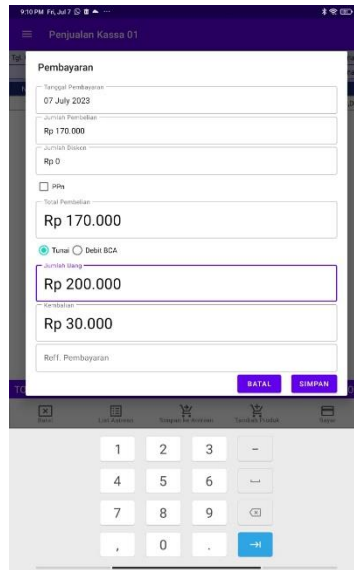 9:10 PM Fri, Jul 7
Penjualan Kassa 01
Pembayaran
Tanggal Pembayaran
07 July 2023
Jumlah Pembelian
Rp 170.000
Jumlah Diskon
Rp 0
PPn
Total Pembelian
Rp 170.000
Tunai Debit BCA
Jumlah Uang
Rp 200.000
Kembalian
Rp 30.000
Reff. Pembayaran
BATAL SIMPAN
Batal List Antrean Simpan ke Antrean Tambah Produk Bayar
1 2 3 -
4 5 6
7 8 9
, 0 .